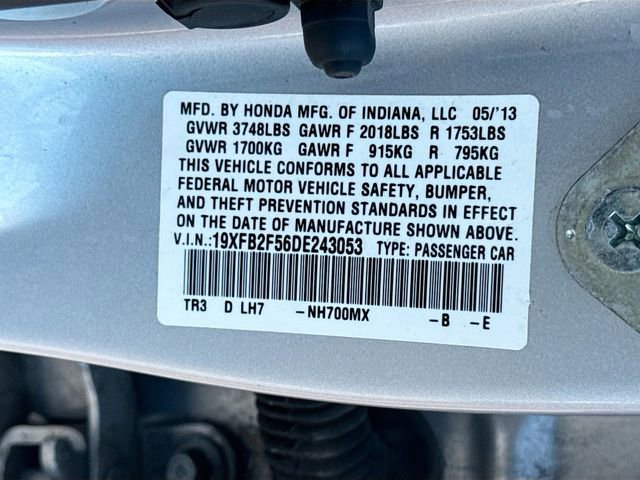 MFD. BY HONDA MFG. OF INDIANA, LLC 05/'13
GVWR 3748LBS GAWR F 2018LBS R 1753LBS
GVWR 1700KG GAWR F 915KG R 795KG
THIS VEHICLE CONFORMS TO ALL APPLICABLE
FEDERAL MOTOR VEHICLE SAFETY, BUMPER,
AND THEFT PREVENTION STANDARDS IN EFFECT
ON THE DATE OF MANUFACTURE SHOWN ABOVE.
V.I.N.:19XFB2F56DE243053 TYPE: PASSENGER CAR
TR3 D LH7 -NH700MX -B -E